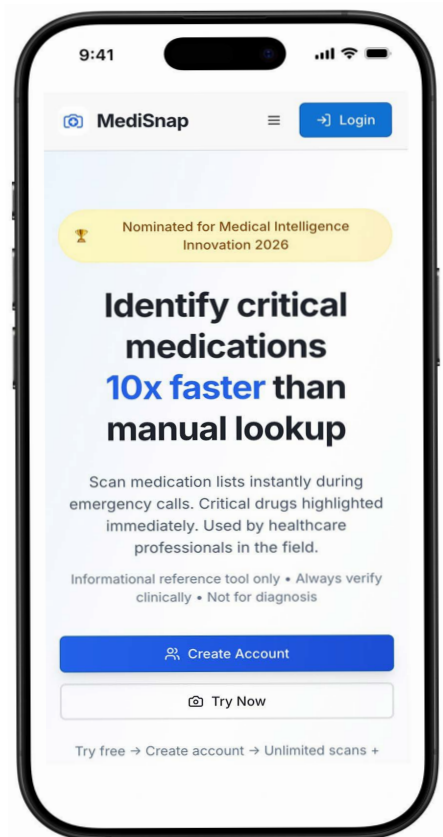 9:41
MediSnap
Login
Nominated for Medical Intelligence
Innovation 2026
Identify critical
medications
10x faster than
manual lookup
Scan medication lists instantly during
emergency calls. Critical drugs highlighted
immediately. Used by healthcare
professionals in the field.
Informational reference tool only • Always verify
clinically • Not for diagnosis
Create Account
Try Now
Try free → Create account → Unlimited scans +